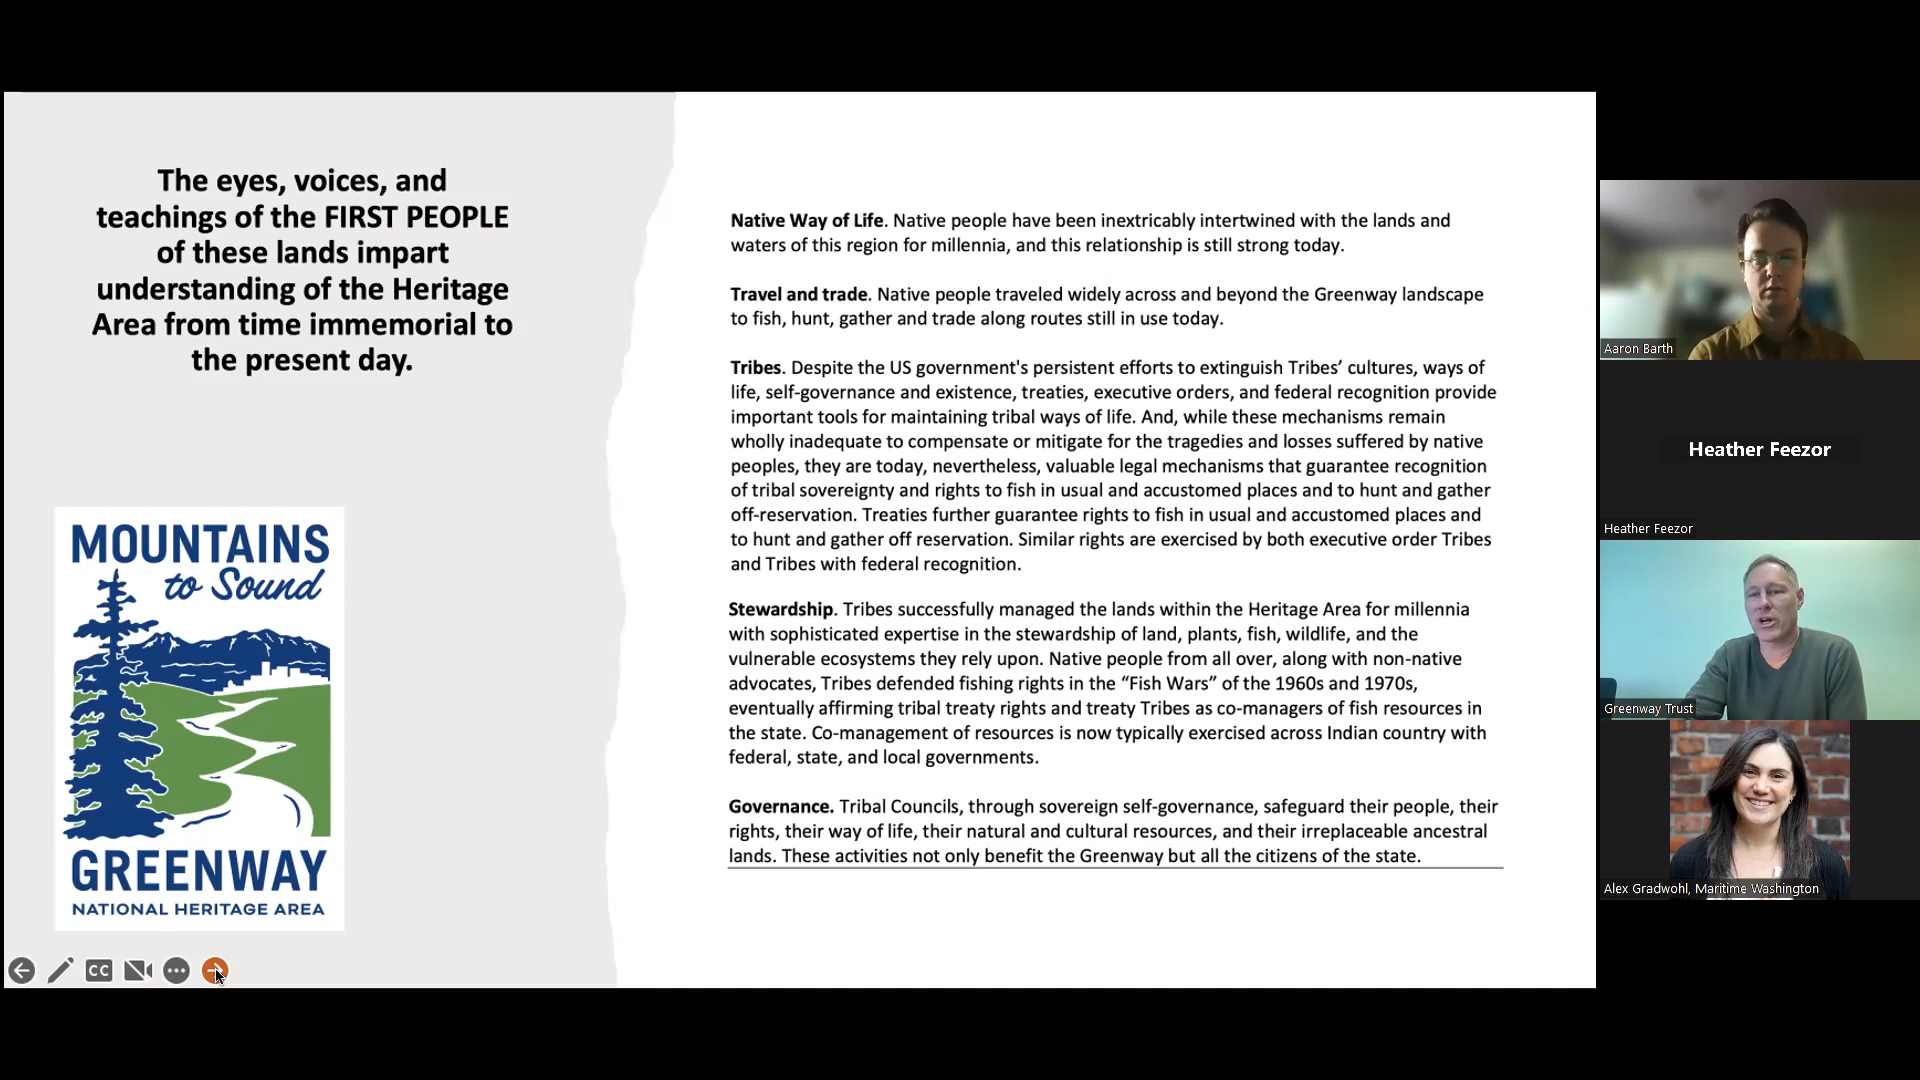 The eyes, voices, and
teachings of the FIRST PEOPLE
of these lands impart
understanding of the Heritage
Area from time immemorial to
the present day.
MOUNTAINS
to Sound
GREENWAY
NATIONAL HERITAGE AREA
CC
Native Way of Life. Native people have been inextricably intertwined with the lands and
waters of this region for millennia, and this relationship is still strong today.
Travel and trade. Native people traveled widely across and beyond the Greenway landscape
to fish, hunt, gather and trade along routes still in use today.
Tribes. Despite the US government's persistent efforts to extinguish Tribes’ cultures, ways of
life, self-governance and existence, treaties, executive orders, and federal recognition provide
important tools for maintaining tribal ways of life. And, while these mechanisms remain
wholly inadequate to compensate or mitigate for the tragedies and losses suffered by native
peoples, they are today, nevertheless, valuable legal mechanisms that guarantee recognition
of tribal sovereignty and rights to fish in usual and accustomed places and to hunt and gather
off-reservation. Treaties further guarantee rights to fish in usual and accustomed places and
to hunt and gather off reservation. Similar rights are exercised by both executive order Tribes
and Tribes with federal recognition.
Stewardship. Tribes successfully managed the lands within the Heritage Area for millennia
with sophisticated expertise in the stewardship of land, plants, fish, wildlife, and the
vulnerable ecosystems they rely upon. Native people from all over, along with non-native
advocates, Tribes defended fishing rights in the “Fish Wars” of the 1960s and 1970s,
eventually affirming tribal treaty rights and treaty Tribes as co-managers of fish resources in
the state. Co-management of resources is now typically exercised across Indian country with
federal, state, and local governments.
Governance. Tribal Councils, through sovereign self-governance, safeguard their people, their
rights, their way of life, their natural and cultural resources, and their irreplaceable ancestral
lands. These activities not only benefit the Greenway but all the citizens of the state.
Aaron Barth
Heather Feezor
Heather Feezor
Greenway Trust
Alex Gradwohl, Maritime Washington